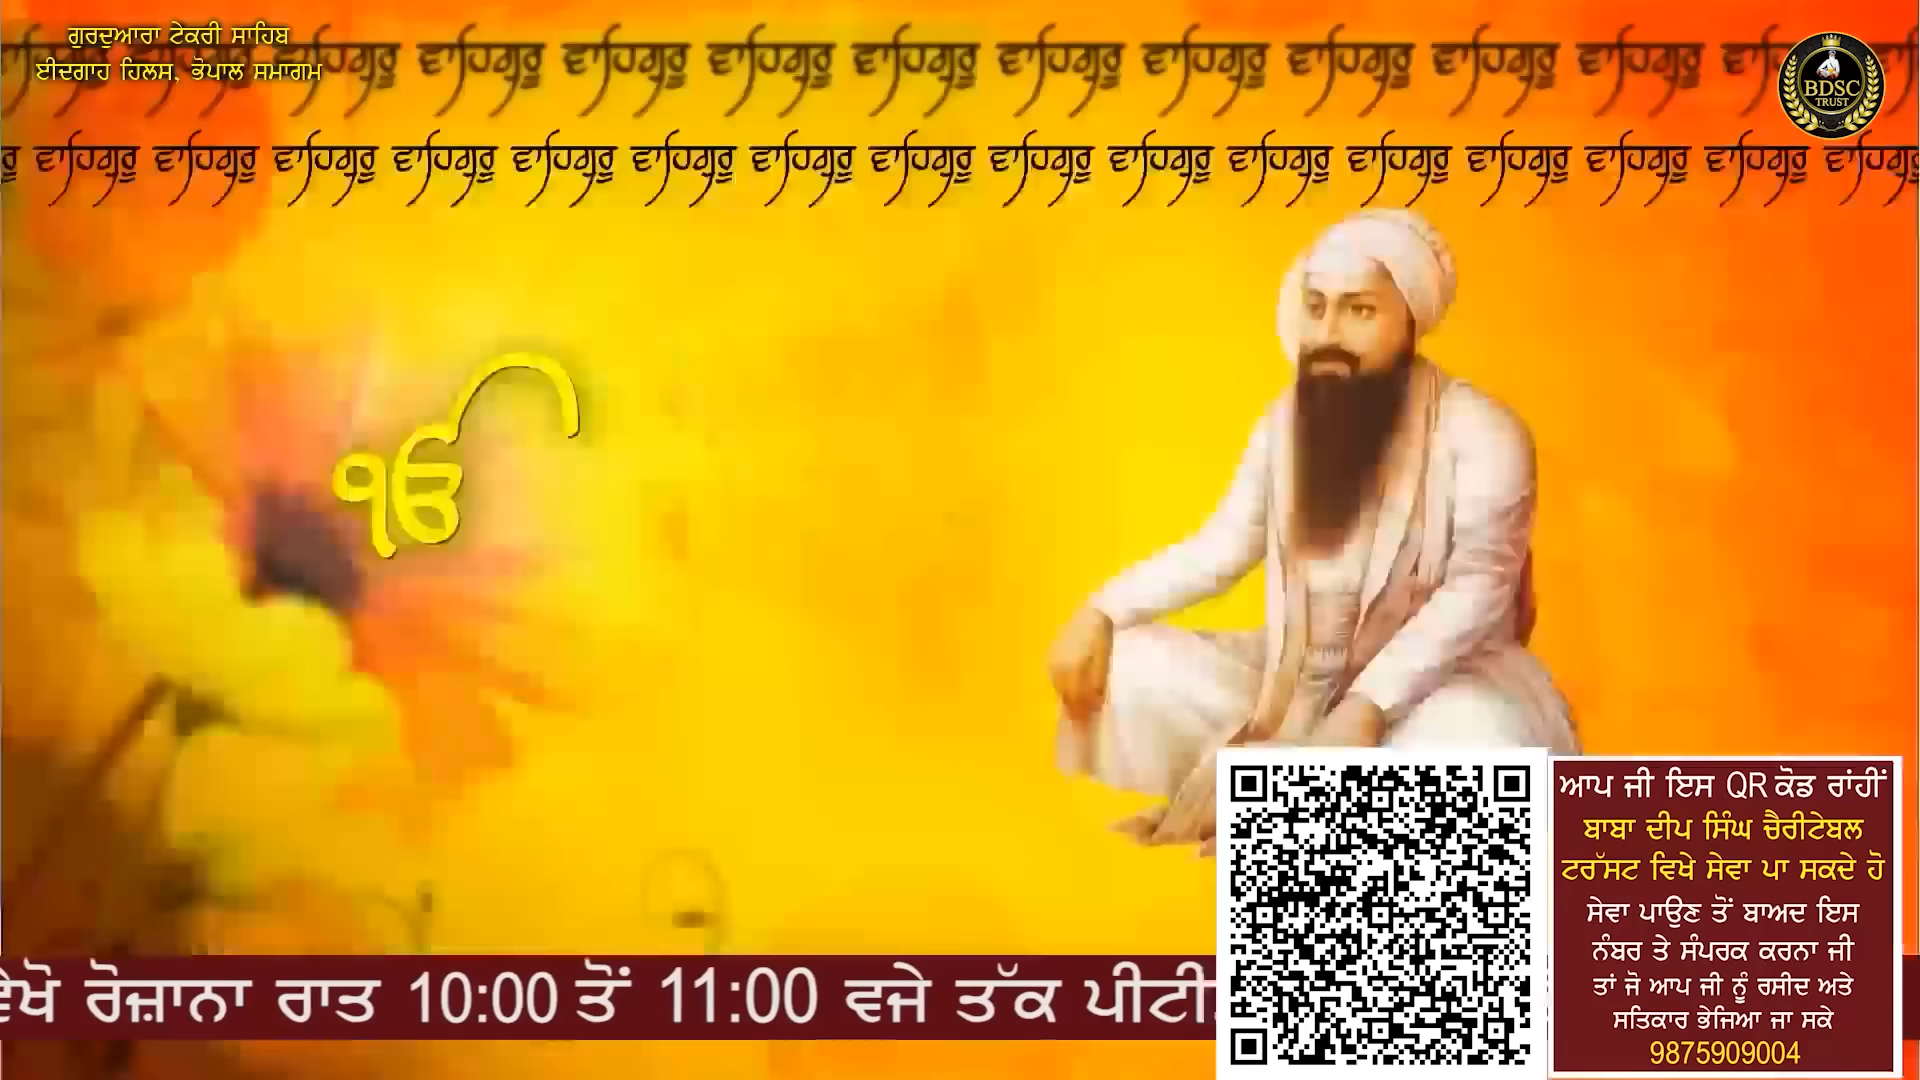 ਗੁਰਦੁਆਰਾ ਟੇਕਰੀ ਸਾਹਿਬ
ਈਦਗਾਹ ਹਿਲਸ, ਭੋਪਾਲ ਸਮਾਗਮ
ਵਾਹਿਗੁਰੂ ਵਾਹਿਗੁਰੂ ਵਾਹਿਗੁਰੂ ਵਾਹਿਗੁਰੂ ਵਾਹਿਗੁਰੂ ਵਾਹਿਗੁਰੂ ਵਾਹਿਗੁਰੂ ਵਾਹਿਗੁਰੂ ਵਾਹਿਗੁਰੂ
ਵਾਹਿਗੁਰੂ ਵਾਹਿਗੁਰੂ ਵਾਹਿਗੁਰੂ ਵਾਹਿਗੁਰੂ ਵਾਹਿਗੁਰੂ ਵਾਹਿਗੁਰੂ ਵਾਹਿਗੁਰੂ ਵਾਹਿਗੁਰੂ ਵਾਹਿਗੁਰੂ ਵਾਹਿਗੁਰੂ ਵਾਹਿਗੁਰੂ ਵਾਹਿਗੁਰੂ ਵਾਹਿਗੁਰੂ ਵਾਹਿਗੁਰੂ ਵਾਹਿਗੁਰੂ ਵਾਹਿਗੁਰੂ
BDSC
TRUST
ੴ
ਆਪ ਜੀ ਇਸ QR ਕੋਡ ਰਾਂਹੀਂ
ਬਾਬਾ ਦੀਪ ਸਿੰਘ ਚੈਰੀਟੇਬਲ
ਟਰੱਸਟ ਵਿਖੇ ਸੇਵਾ ਪਾ ਸਕਦੇ ਹੋ
ਸੇਵਾ ਪਾਉਣ ਤੋਂ ਬਾਅਦ ਇਸ
ਨੰਬਰ ਤੇ ਸੰਪਰਕ ਕਰਨਾ ਜੀ
ਤਾਂ ਜੋ ਆਪ ਜੀ ਨੂੰ ਰਸੀਦ ਅਤੇ
ਸਤਿਕਾਰ ਭੇਜਿਆ ਜਾ ਸਕੇ
9875909004
ਵੇਖੋ ਰੋਜ਼ਾਨਾ ਰਾਤ 10:00 ਤੋਂ 11:00 ਵਜੇ ਤੱਕ ਪੀਟੀ